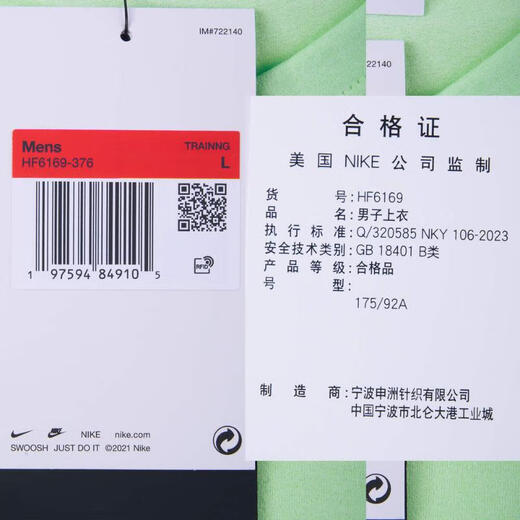 IM#722140
Mens
TRAINNG
HF6169-376
L
1 97594 84910 5
RFID
NIKE
nike.com
SWOOSH JUST DO IT ©2021 Nike
722140
合格证
美国 NIKE 公司监制
货号:HF6169
品名:男子上衣
执行标准:Q/320585 NKY 106-2023
安全技术类别:GB 18401 B类
产品等级:合格品
号型:
175/92A
制造商:宁波申洲针织有限公司
中国宁波市北仑大港工业城